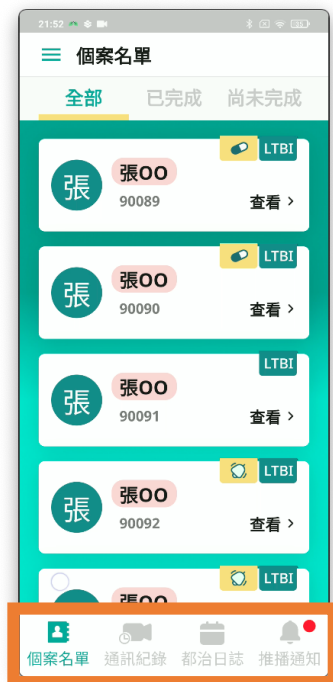 21:52
個案名單
全部 已完成 尚未完成
LTBI
張 張OO
90089 查看
LTBI
張 張OO
90090 查看
LTBI
張 張OO
90091 查看
LTBI
張 張OO
90092 查看
LTBI
張OO
個案名單 通訊紀錄 都治日誌 推播通知